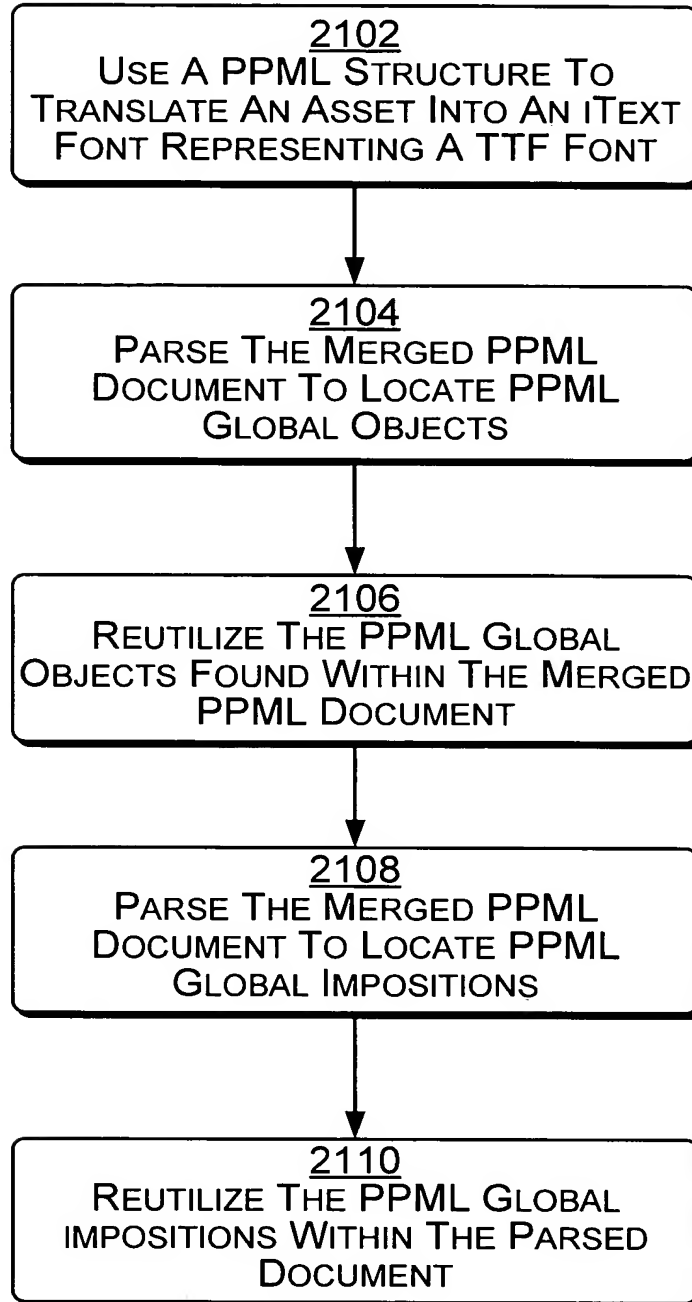 2102
USE A PPML STRUCTURE TO
TRANSLATE AN ASSET INTO AN ITEXT
FONT REPRESENTING A TTF FONT
2104
PARSE THE MERGED PPML
DOCUMENT TO LOCATE PPML
GLOBAL OBJECTS
2106
REUTILIZE THE PPML GLOBAL
OBJECTS FOUND WITHIN THE MERGED
PPML DOCUMENT
2108
PARSE THE MERGED PPML
DOCUMENT TO LOCATE PPML
GLOBAL IMPOSITIONS
2110
REUTILIZE THE PPML GLOBAL
IMPOSITIONS WITHIN THE PARSED
DOCUMENT